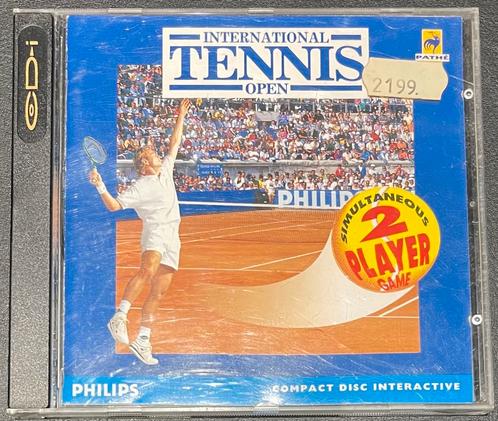 CDi
INTERNATIONAL
TENNIS
OPEN
PATHÉ
2199.
PHILIPS
SIMULTANEOUS
2
PLAYER
GAME
PHILIPS
COMPACT DISC INTERACTIVE